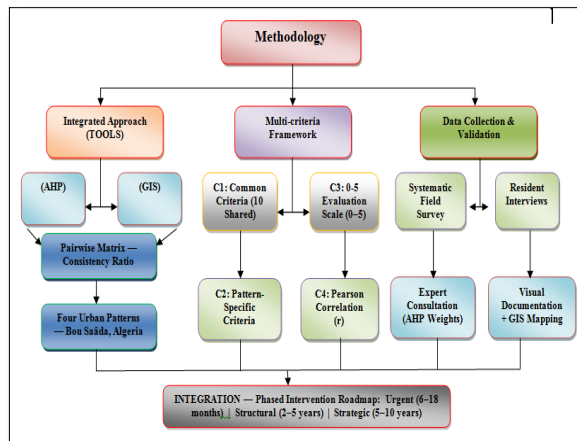 Methodology
Integrated Approach
(TOOLS)
Multi-criteria
Framework
Data Collection &
Validation
(AHP)
(GIS)
C1: Common
Criteria (10
Shared)
C3: 0-5
Evaluation
Scale (0–5)
Systematic
Field
Survey
Resident
Interviews
Pairwise Matrix —
Consistency
Ratio
Four Urban Patterns
— Bou Saâda, Algeria
C2: Pattern-
Specific
Criteria
C4: Pearson
Correlation
(r)
Expert
Consultation
(AHP Weights)
Visual
Documentation
+ GIS Mapping
INTEGRATION — Phased Intervention Roadmap: Urgent (6–18
months) | Structural (2–5 years) | Strategic (5–10 years)